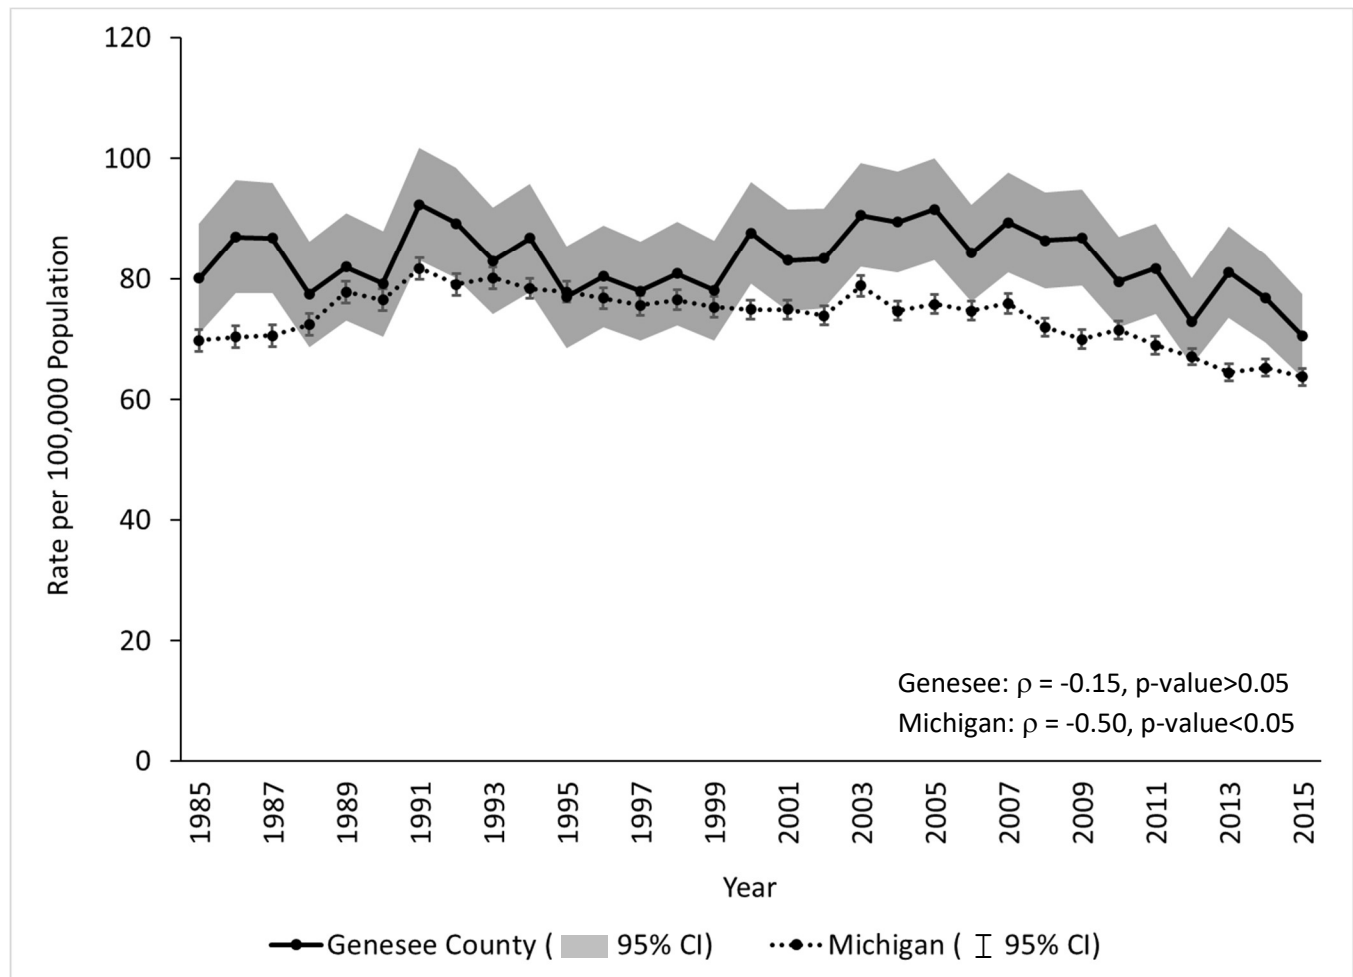 120
100
80
60
40
20
0
Rate per 100,000 Population
Genesee: ρ = -0.15, p-value>0.05
Michigan: ρ = -0.50, p-value<0.05
1985 1987 1989 1991 1993 1995 1997 1999 2001 2003 2005 2007 2009 2011 2013 2015
Year
Genesee County ( 95% CI) Michigan ( 95% CI)